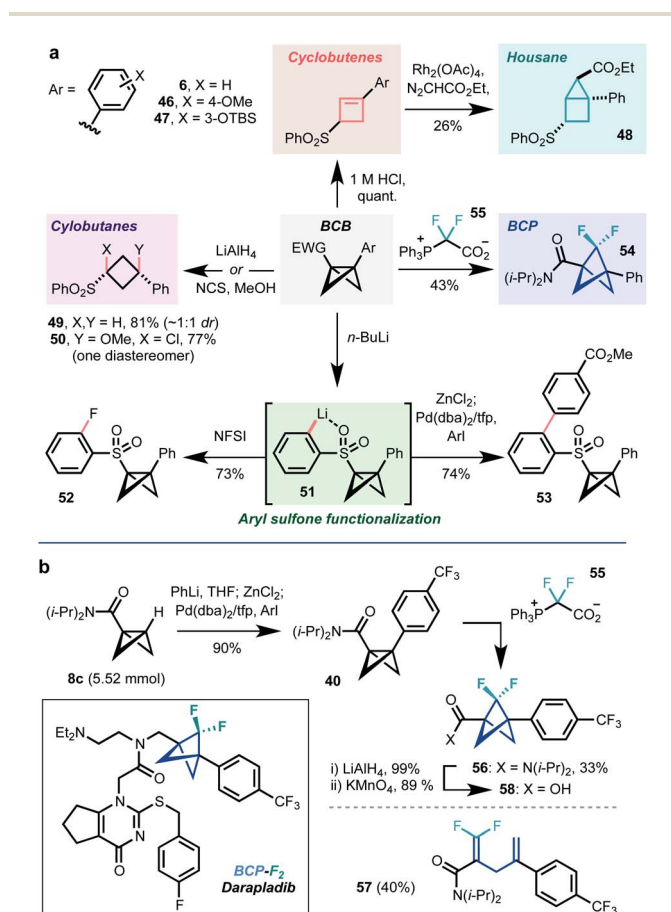 a
Ar =
X
6, X = H
46, X = 4-OMe
47, X = 3-OTBS
Cyclobutenes
Ar
PhO2S
Rh2(OAc)4,
N2CHCO2Et,
26%
Housane
CO2Et
Ph
PhO2S
48
1 M HCl,
quant.
Cylobutanes
X
Y
PhO2S
Ph
LiAlH4
or
NCS, MeOH
BCB
EWG
Ar
F
F
55
Ph3P
+
CO2
−
43%
BCP
F
F
54
O
(i-Pr)2N
Ph
49, X,Y = H, 81% (~1:1 dr)
50, Y = OMe, X = Cl, 77%
(one diastereomer)
n-BuLi
F
O
O
S
Ph
52
NFSI
73%
Li
O
O
S
Ph
51
Aryl sulfone functionalization
ZnCl2;
Pd(dba)2/tfp,
ArI
74%
CO2Me
O
O
S
Ph
53
b
O
H
(i-Pr)2N
8c (5.52 mmol)
PhLi, THF; ZnCl2;
Pd(dba)2/tfp, ArI
90%
CF3
O
(i-Pr)2N
40
55
F
F
Ph3P
+
CO2
−
F
F
O
X
CF3
56: X = N(i-Pr)2, 33%
58: X = OH
i) LiAlH4, 99%
ii) KMnO4, 89 %
Et2N
N
O
F
F
CF3
N
S
N
O
F
BCP-F2
Darapladib
F
F
O
N(i-Pr)2
CF3
57 (40%)